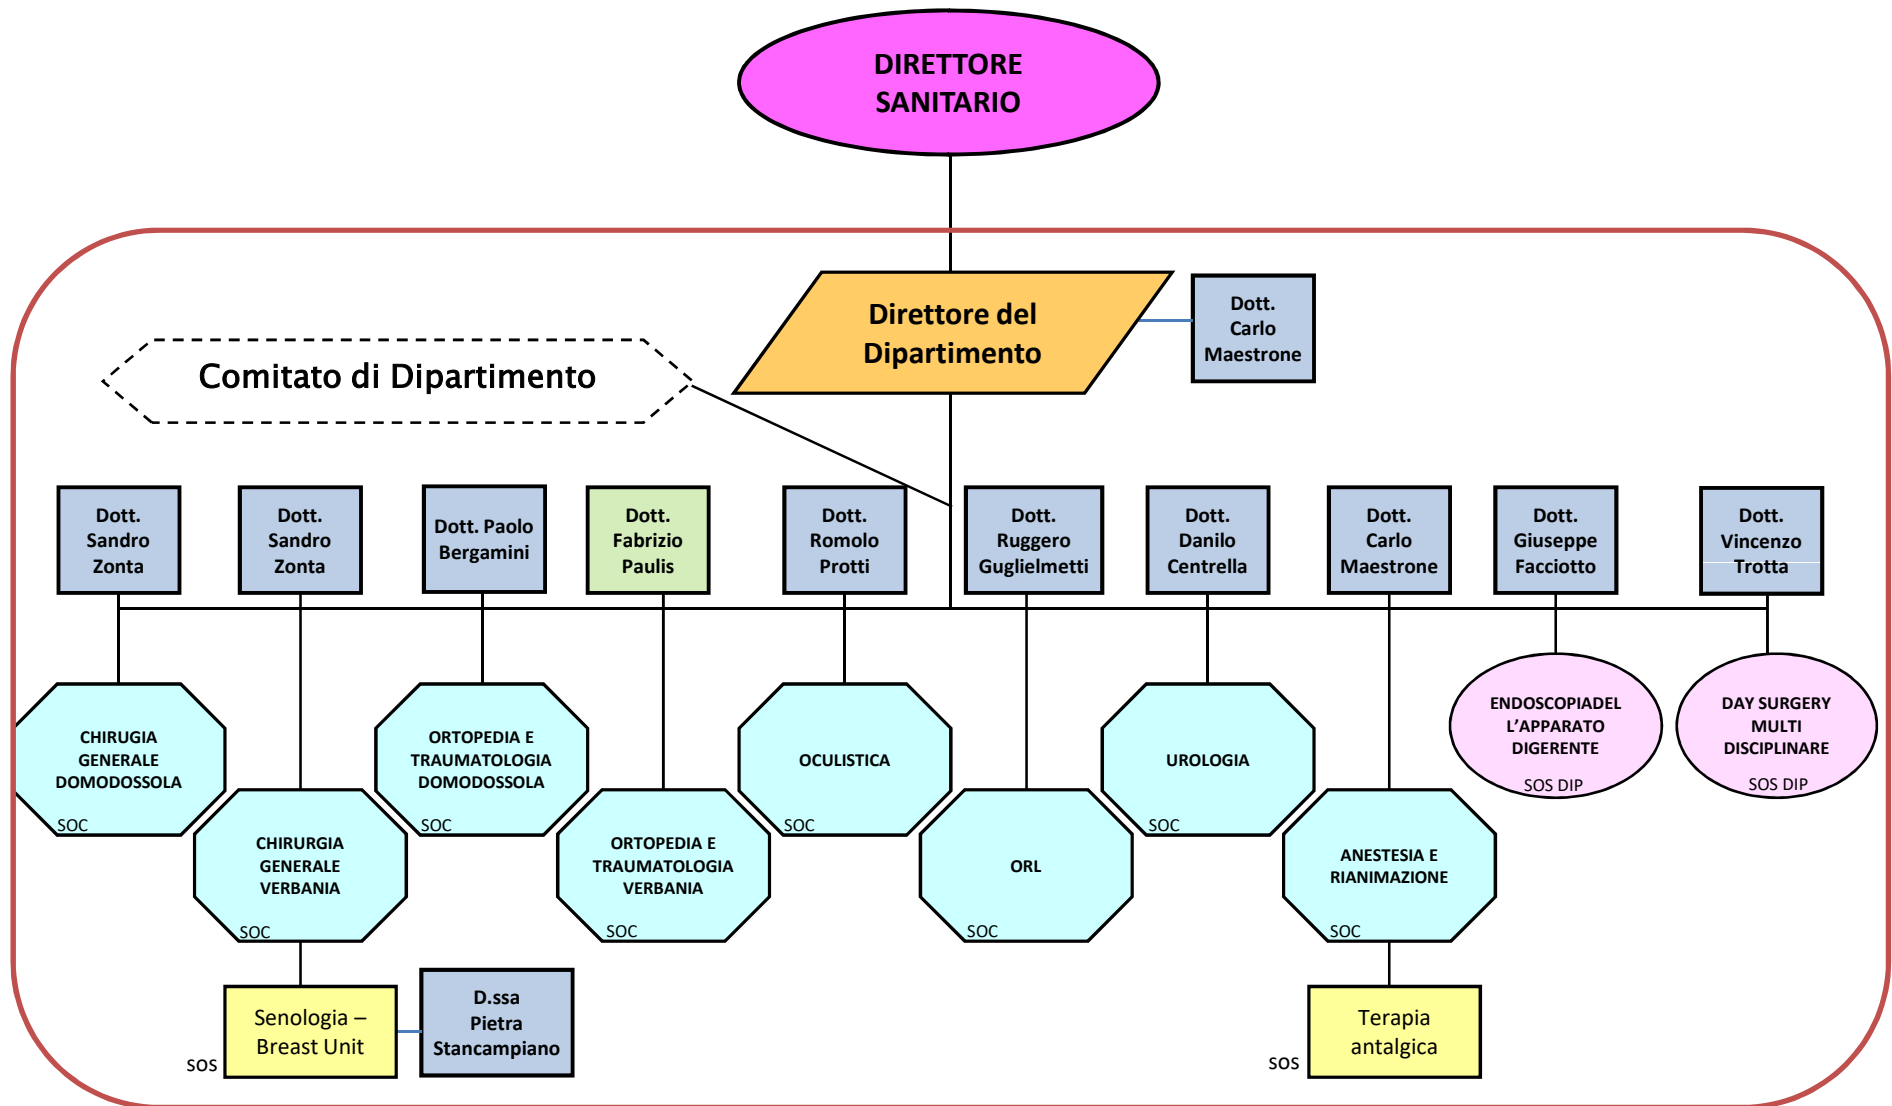 DIRETTORE
SANITARIO
Direttore del
Dipartimento
Dott.
Carlo
Maestrone
Comitato di Dipartimento
Dott.
Sandro
Zonta
Dott.
Sandro
Zonta
Dott. Paolo
Bergamini
Dott.
Fabrizio
Paulis
Dott.
Romolo
Protti
Dott.
Ruggero
Guglielmetti
Dott.
Danilo
Centrella
Dott.
Carlo
Maestrone
Dott.
Giuseppe
Facciotto
Dott.
Vincenzo
Trotta
CHIRUGIA
GENERALE
DOMODOSSOLA
SOC
ORTOPEDIA E
TRAUMATOLOGIA
DOMODOSSOLA
SOC
OCULISTICA
SOC
UROLOGIA
SOC
ENDOSCOPIADEL
L’APPARATO
DIGERENTE
SOS DIP
DAY SURGERY
MULTI
DISCIPLINARE
SOS DIP
CHIRURGIA
GENERALE
VERBANIA
SOC
ORTOPEDIA E
TRAUMATOLOGIA
VERBANIA
SOC
ORL
SOC
ANESTESIA E
RIANIMAZIONE
SOC
Senologia –
Breast Unit
SOS
D.ssa
Pietra
Stancampiano
Terapia
antalgica
SOS